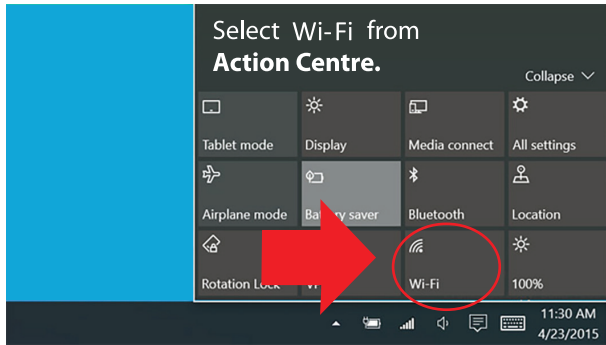 Select Wi-Fi from
Action Centre.
Collapse
Tablet mode
Display
Media connect
All settings
Airplane mode
saver
Bluetooth
Location
Rotation
Wi-Fi
100%
11:30 AM
4/23/2015